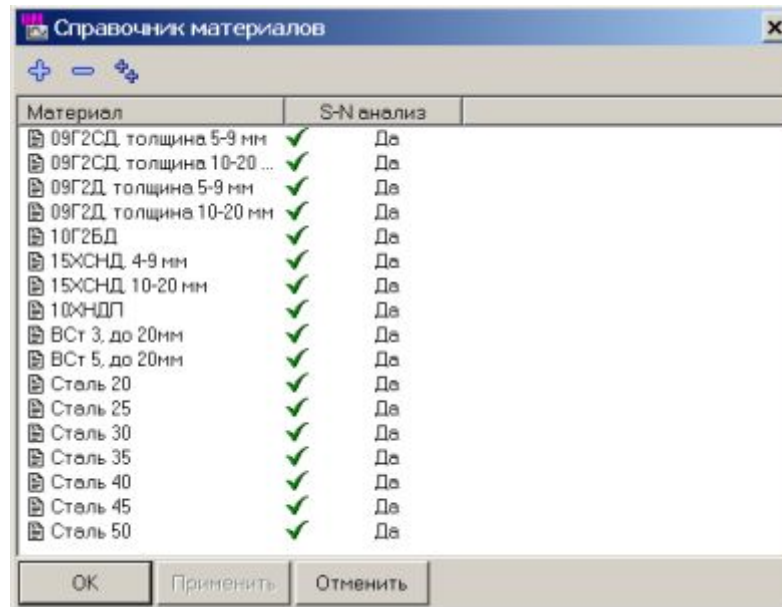 Справочник материалов
Материал S-N анализ
09Г2СД, толщина 5-9 мм Да
09Г2СД, толщина 10-20 ... Да
09Г2Д, толщина 5-9 мм Да
09Г2Д, толщина 10-20 мм Да
10Г2БД Да
15ХСНД, 4-9 мм Да
15ХСНД, 10-20 мм Да
10ХНДП Да
ВСт 3, до 20мм Да
ВСт 5, до 20мм Да
Сталь 20 Да
Сталь 25 Да
Сталь 30 Да
Сталь 35 Да
Сталь 40 Да
Сталь 45 Да
Сталь 50 Да
OK Применить Отменить